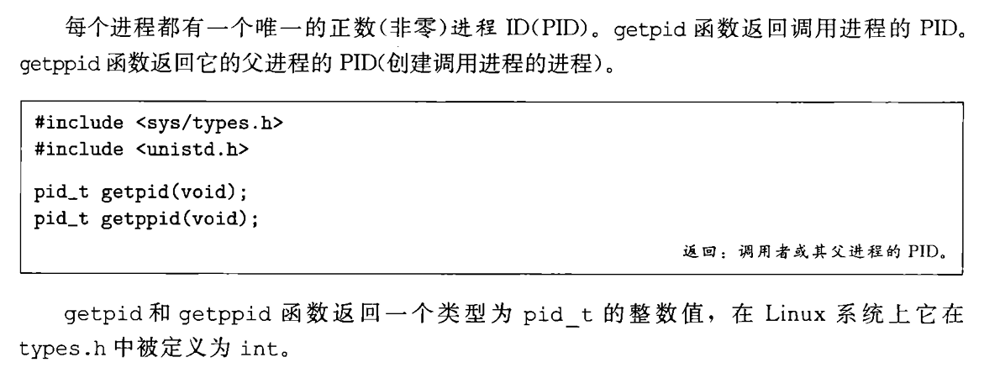 每个进程都有一个唯一的正数(非零)进程 ID(PID)。getpid 函数返回调用进程的 PID。
getppid 函数返回它的父进程的 PID(创建调用进程的进程)。
#include <sys/types.h>
#include <unistd.h>
pid_t getpid(void);
pid_t getppid(void);
返回：调用者或其父进程的 PID。
getpid 和 getppid 函数返回一个类型为 pid_t 的整数值，在 Linux 系统上它在
types.h 中被定义为 int。